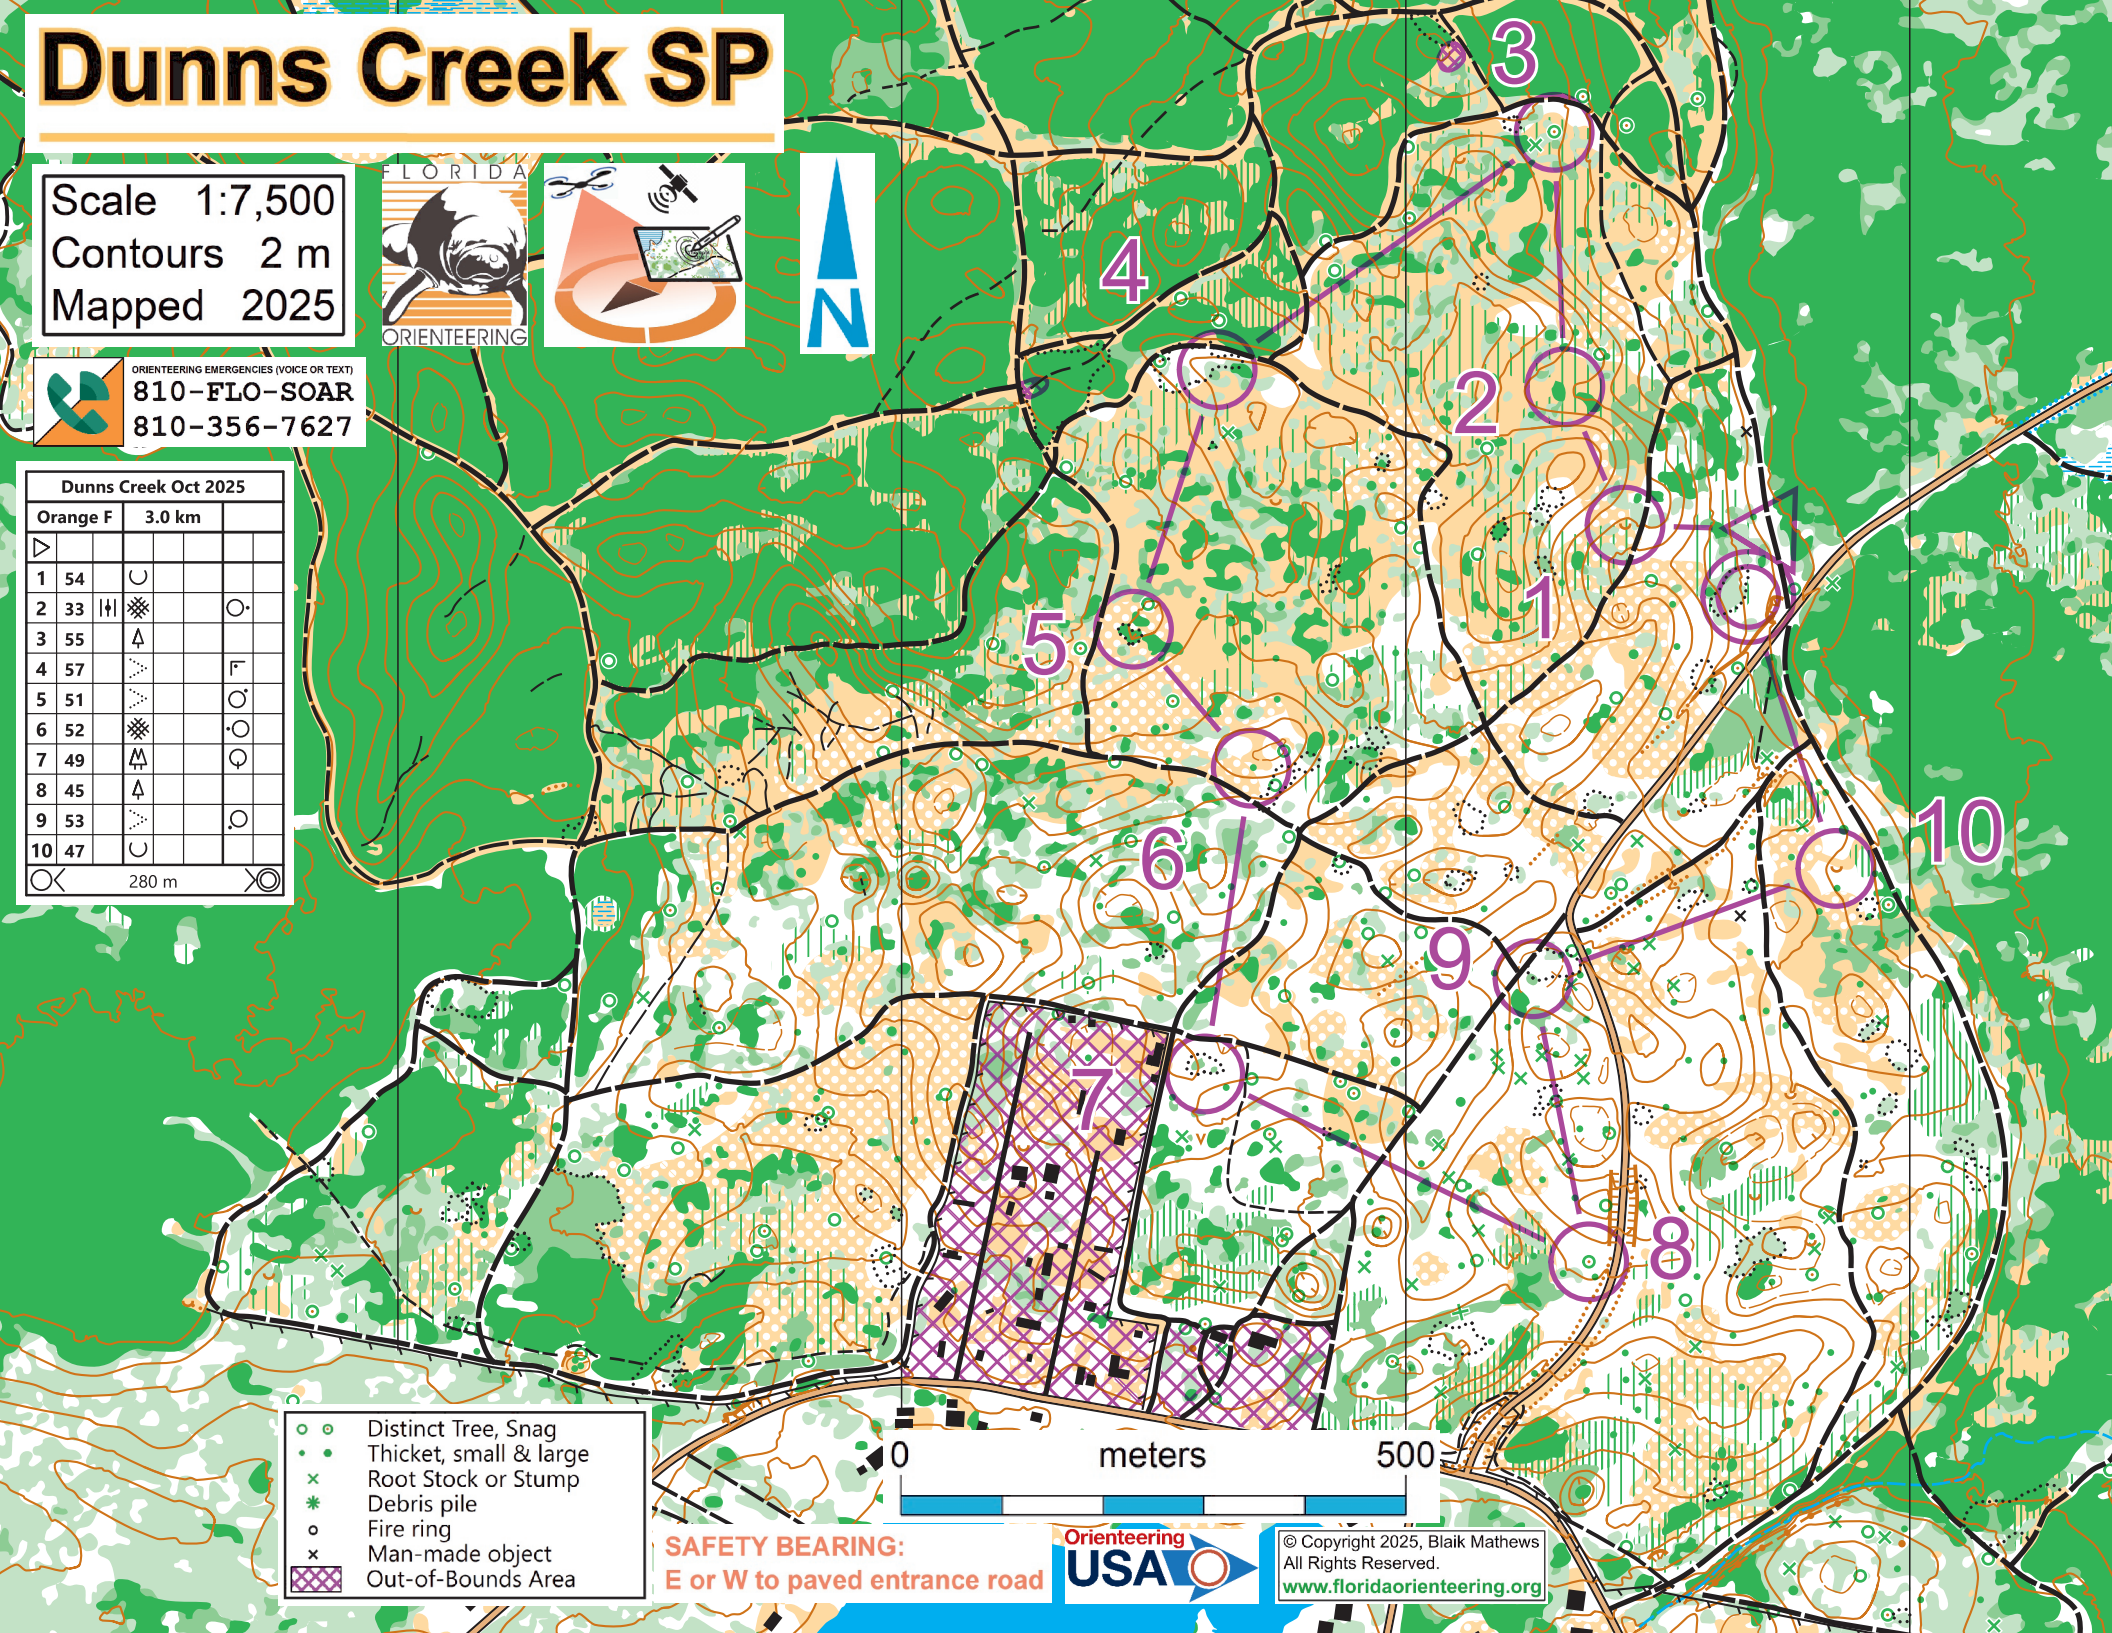 Dunns Creek SP
Scale 1:7,500
Contours 2 m
Mapped 2025
FLORIDA
ORIENTEERING
N
ORIENTEERING EMERGENCIES (VOICE OR TEXT)
810-FLO-SOAR
810-356-7627
Dunns Creek Oct 2025
Orange F 3.0 km
1 54
2 33
3 55
4 57
5 51
6 52
7 49
8 45
9 53
10 47
280 m
3
4
2
1
5
6
10
9
7
8
Distinct Tree, Snag
Thicket, small & large
Root Stock or Stump
Debris pile
Fire ring
Man-made object
Out-of-Bounds Area
0 meters 500
SAFETY BEARING:
E or W to paved entrance road
Orienteering
USA
© Copyright 2025, Blaik Mathews
All Rights Reserved.
www.floridaorienteering.org